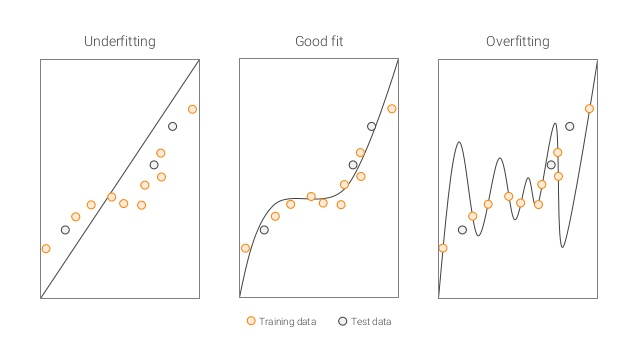 Underfitting
Good fit
Overfitting
Training data
Test data